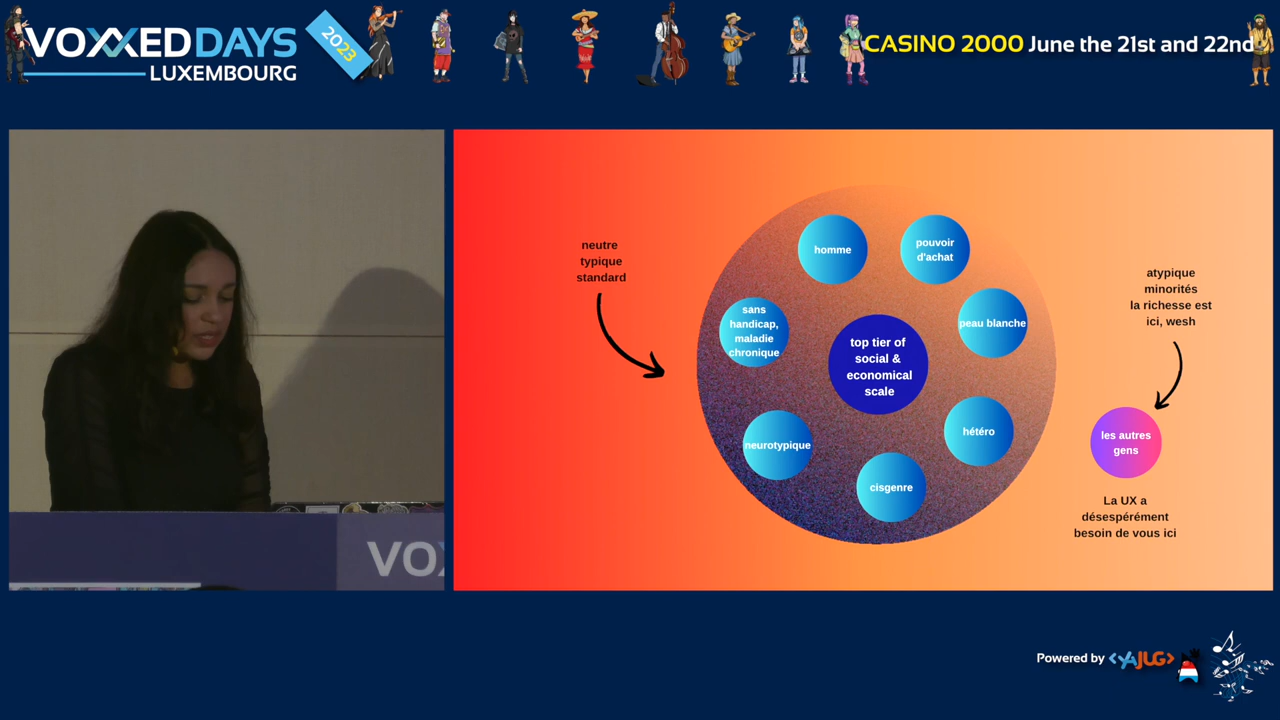 VOXXEDDAYS
LUXEMBOURG
2023
CASINO 2000 June the 21st and 22nd
neutre
typique
standard
homme
pouvoir
d'achat
sans
handicap,
maladie
chronique
peau blanche
top tier of
social &
economical
scale
neurotypique
hétéro
cisgenre
atypique
minorités
la richesse est
ici, wesh
les autres
gens
La UX a
désespérément
besoin de vous ici
VOX
Powered by <YAJUG>